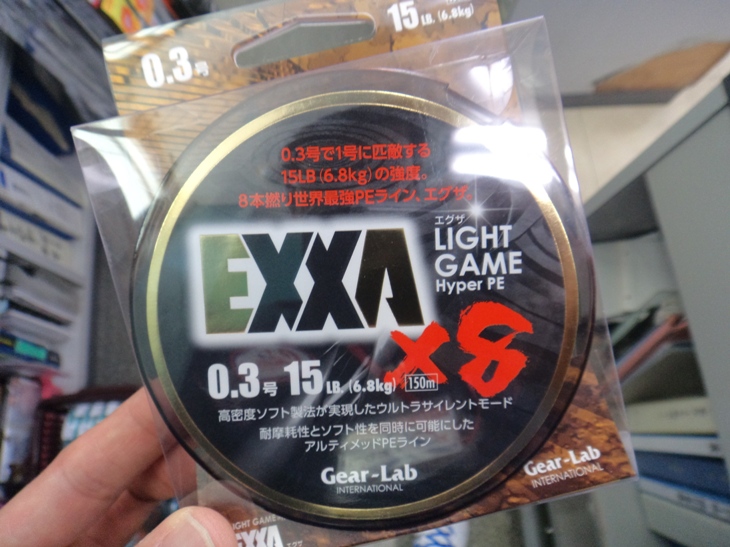 15 LB. (6.8kg)
0.3号
0.3号で1号に匹敵する
15LB(6.8kg)の強度。
8本撚り世界最強PEライン、エグザ。
エグザ
EXXA LIGHT
GAME
Hyper PE
×8
0.3号 15LB.(6.8kg) 150m
高密度ソフト製法が実現したウルトラサイレントモード
耐摩耗性とソフト性を同時に可能にした
アルティメッドPEライン
Gear-Lab
INTERNATIONAL
Gear-Lab
INTERNATIONAL
LIGHT GAME
EXXA エグザ